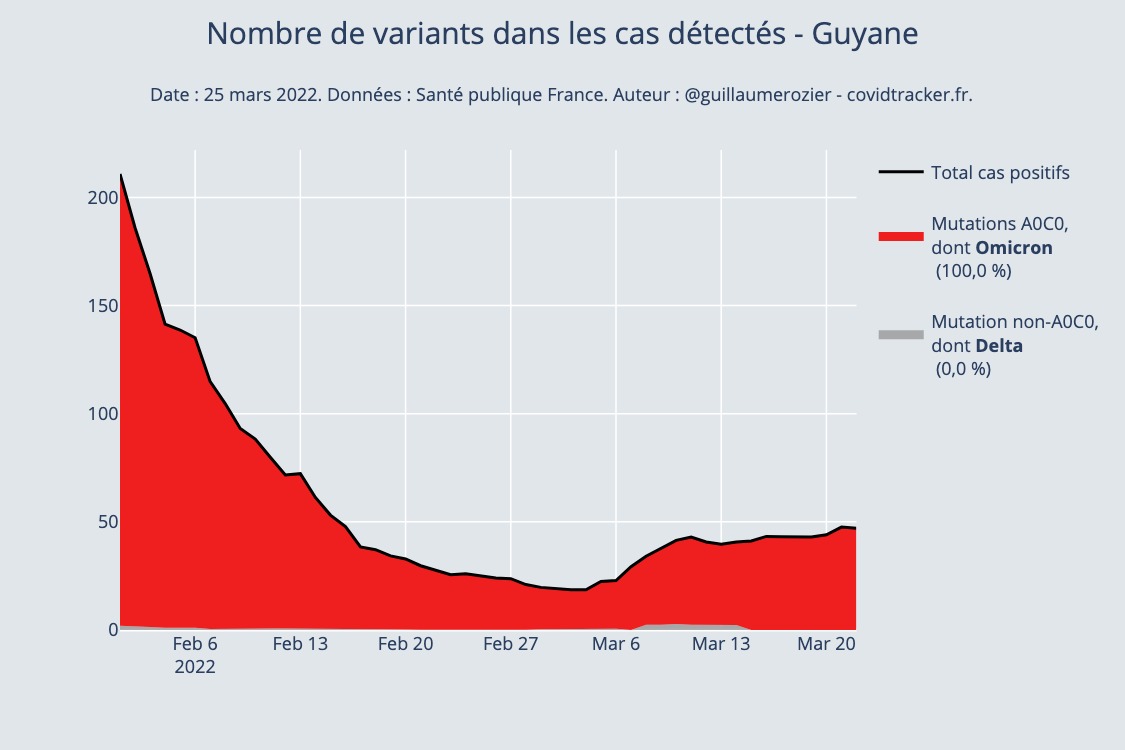 Nombre de variants dans les cas détectés - Guyane
Date : 25 mars 2022. Données : Santé publique France. Auteur : @guillaumerozier - covidtracker.fr.
Total cas positifs
Mutations A0C0,
dont Omicron
(100,0 %)
Mutation non-A0C0,
dont Delta
(0,0 %)
200
150
100
50
0
Feb 6 Feb 13 Feb 20 Feb 27 Mar 6 Mar 13 Mar 20
2022